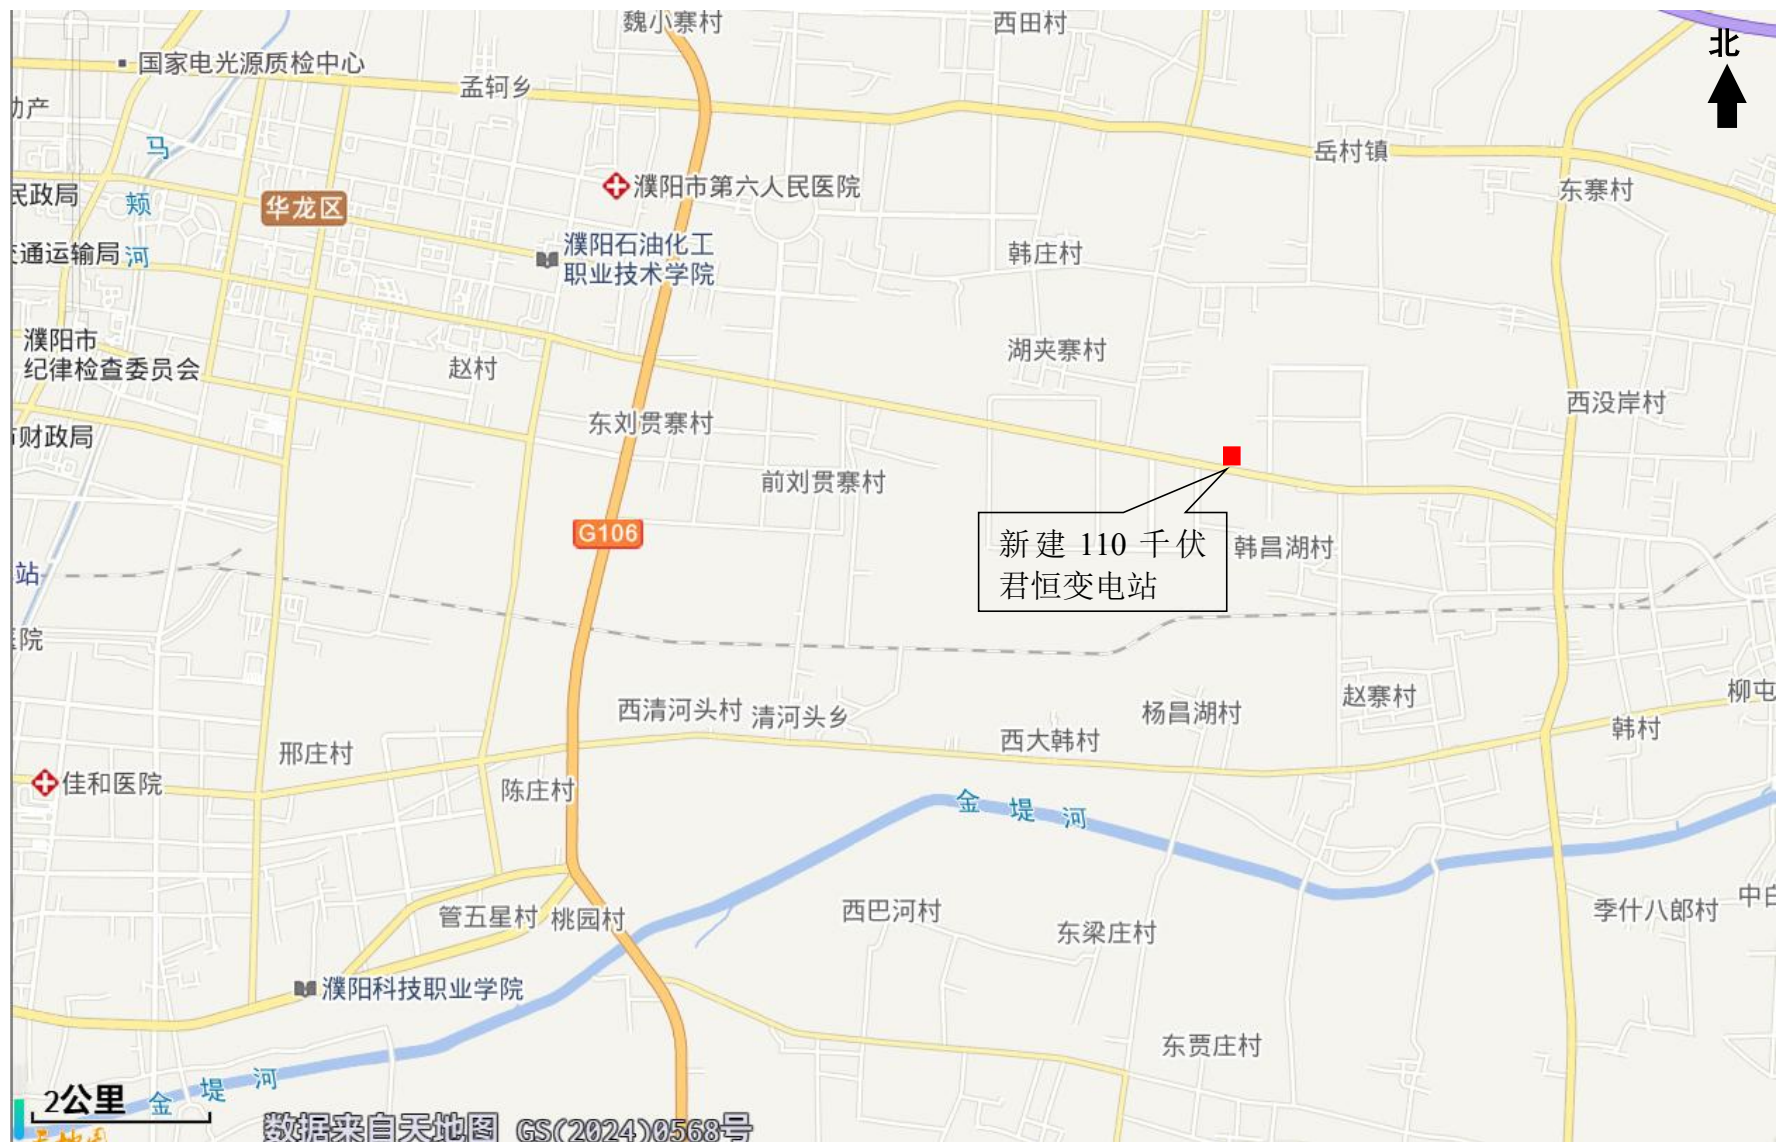 魏小寨村
西田村
北
国家电光源质检中心
孟轲乡
岳村镇
马
颊
河
民政局
华龙区
濮阳市第六人民医院
东寨村
交通运输局
濮阳石油化工
职业技术学院
韩庄村
濮阳市
纪律检查委员会
赵村
湖夹寨村
西没岸村
东刘贯寨村
财政局
前刘贯寨村
G106
新建 110 千伏
君恒变电站
韩昌湖村
站
医院
西清河头村
清河头乡
杨昌湖村
赵寨村
柳屯
韩村
西大韩村
邢庄村
佳和医院
陈庄村
金 堤 河
管五星村
桃园村
西巴河村
东梁庄村
季什八郎村
中白
濮阳科技职业学院
东贾庄村
2公里
金 堤 河
天地图
数据来自天地图 GS(2024)0568号